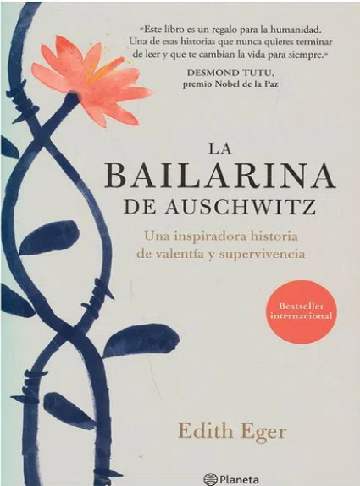 "Este libro es un regalo para la humanidad.
Una de esas historias que nunca quieres terminar
de leer y que te cambian la vida para siempre."
DESMOND TUTU,
premio Nobel de la Paz
LA
BAILARINA
DE AUSCHWITZ
Una inspiradora historia
de valentía y supervivencia
Bestseller
internacional
Edith Eger
Planeta